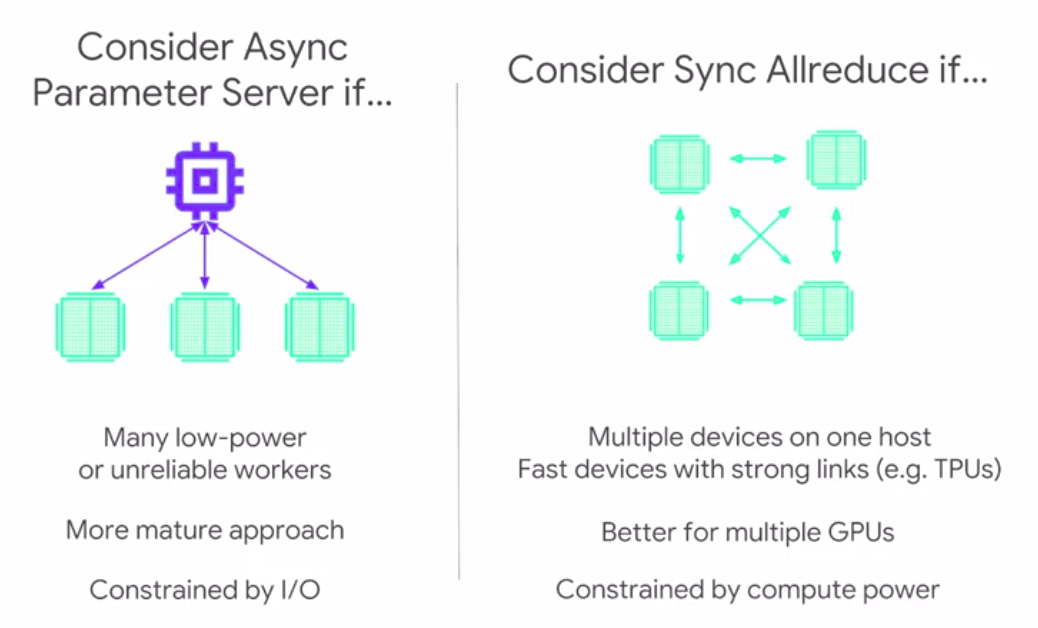 Consider Async
Parameter Server if...
Many low-power
or unreliable workers
More mature approach
Constrained by I/O
Consider Sync Allreduce if...
Multiple devices on one host
Fast devices with strong links (e.g. TPUs)
Better for multiple GPUs
Constrained by compute power